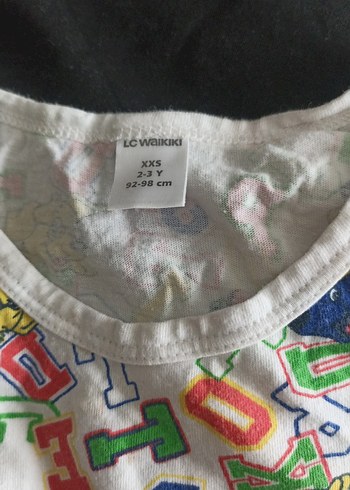 LC WAIKIKI
XXS
2-3 Y
92-98 cm